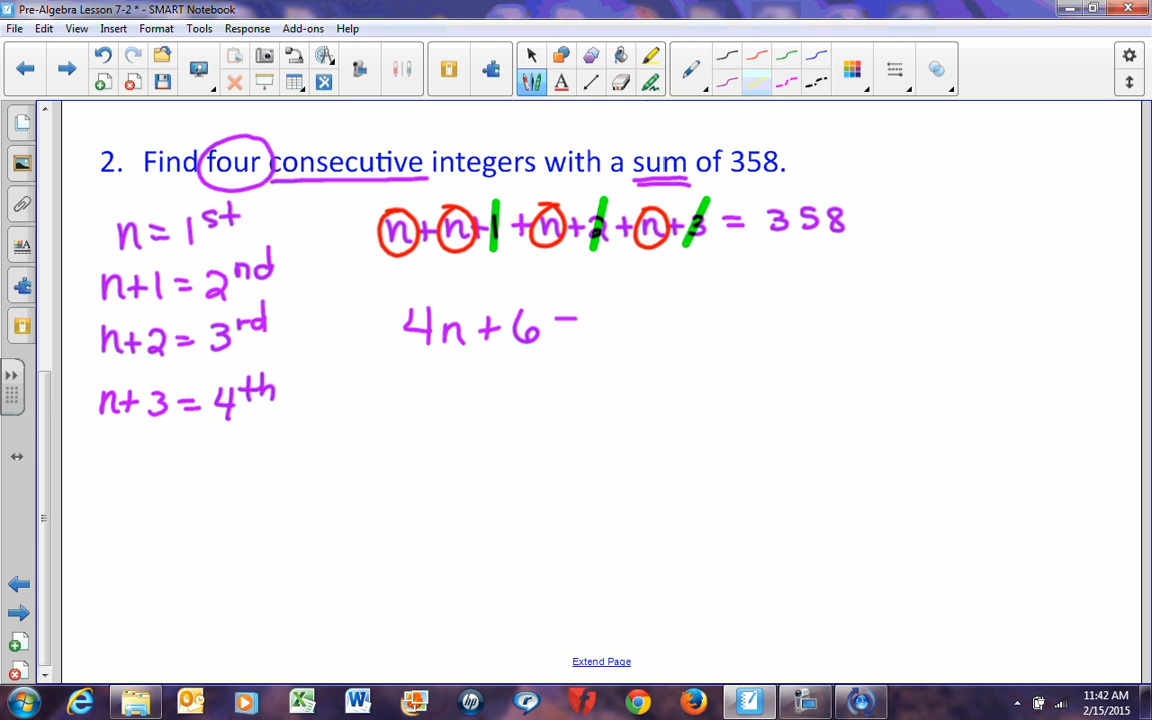 Pre-Algebra Lesson 7-2 * - SMART Notebook
File Edit View Insert Format Tools Response Add-ons Help
2. Find four consecutive integers with a sum of 358.
n = 1st
n+n+1+n+2+n+3 = 358
n+1 = 2nd
n+2 = 3rd
4n+6 =
n+3 = 4th
Extend Page
11:42 AM
2/15/2015